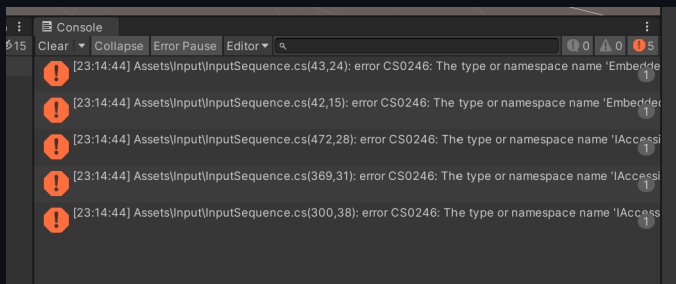 Console
15
Clear Collapse Error Pause Editor 0 0 5
[23:14:44] Assets\Input\InputSequence.cs(43,24): error CS0246: The type or namespace name 'Embedde
1
[23:14:44] Assets\Input\InputSequence.cs(42,15): error CS0246: The type or namespace name 'Embedded
1
[23:14:44] Assets\Input\InputSequence.cs(472,28): error CS0246: The type or namespace name 'IAccessi
1
[23:14:44] Assets\Input\InputSequence.cs(369,31): error CS0246: The type or namespace name 'IAccessi
1
[23:14:44] Assets\Input\InputSequence.cs(300,38): error CS0246: The type or namespace name 'IAccess
1